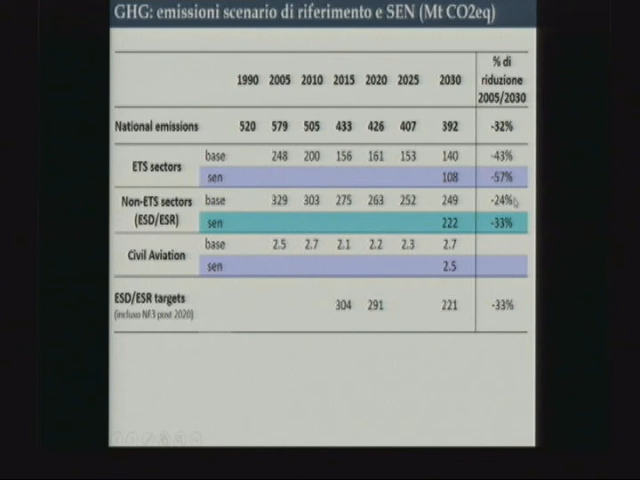 GHG: emissioni scenario di riferimento e SEN (Mt CO2eq)
1990 2005 2010 2015 2020 2025 2030 % di riduzione 2005/2030
National emissions 520 579 505 433 426 407 392 -32%
ETS sectors base 248 200 156 161 153 140 -43%
sen 108 -57%
Non-ETS sectors (ESD/ESR) base 329 303 275 263 252 249 -24%
sen 222 -33%
Civil Aviation base 2.5 2.7 2.1 2.2 2.3 2.7
sen 2.5
ESD/ESR targets 304 291 221 -33%
(incluso NF3 post 2020)